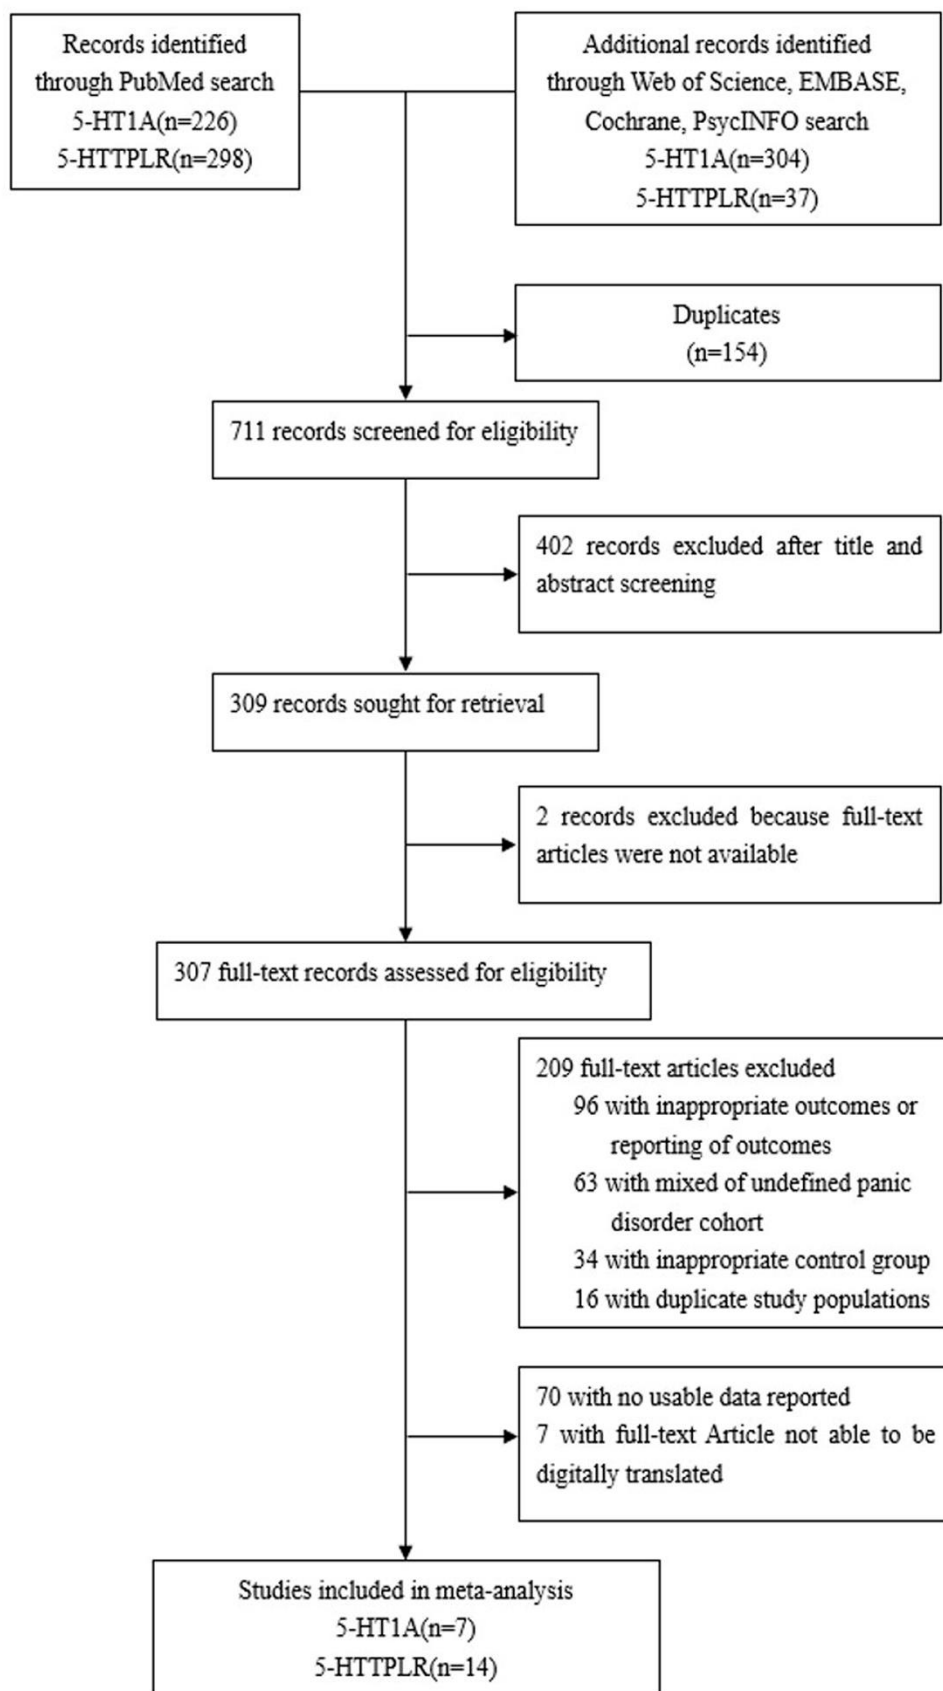 Records identified
through PubMed search
5-HT1A(n=226)
5-HTTPLR(n=298)
Additional records identified
through Web of Science, EMBASE,
Cochrane, PsycINFO search
5-HT1A(n=304)
5-HTTPLR(n=37)
Duplicates
(n=154)
711 records screened for eligibility
402 records excluded after title and
abstract screening
309 records sought for retrieval
2 records excluded because full-text
articles were not available
307 full-text records assessed for eligibility
209 full-text articles excluded
96 with inappropriate outcomes or
reporting of outcomes
63 with mixed of undefined panic
disorder cohort
34 with inappropriate control group
16 with duplicate study populations
70 with no usable data reported
7 with full-text Article not able to be
digitally translated
Studies included in meta-analysis
5-HT1A(n=7)
5-HTTPLR(n=14)